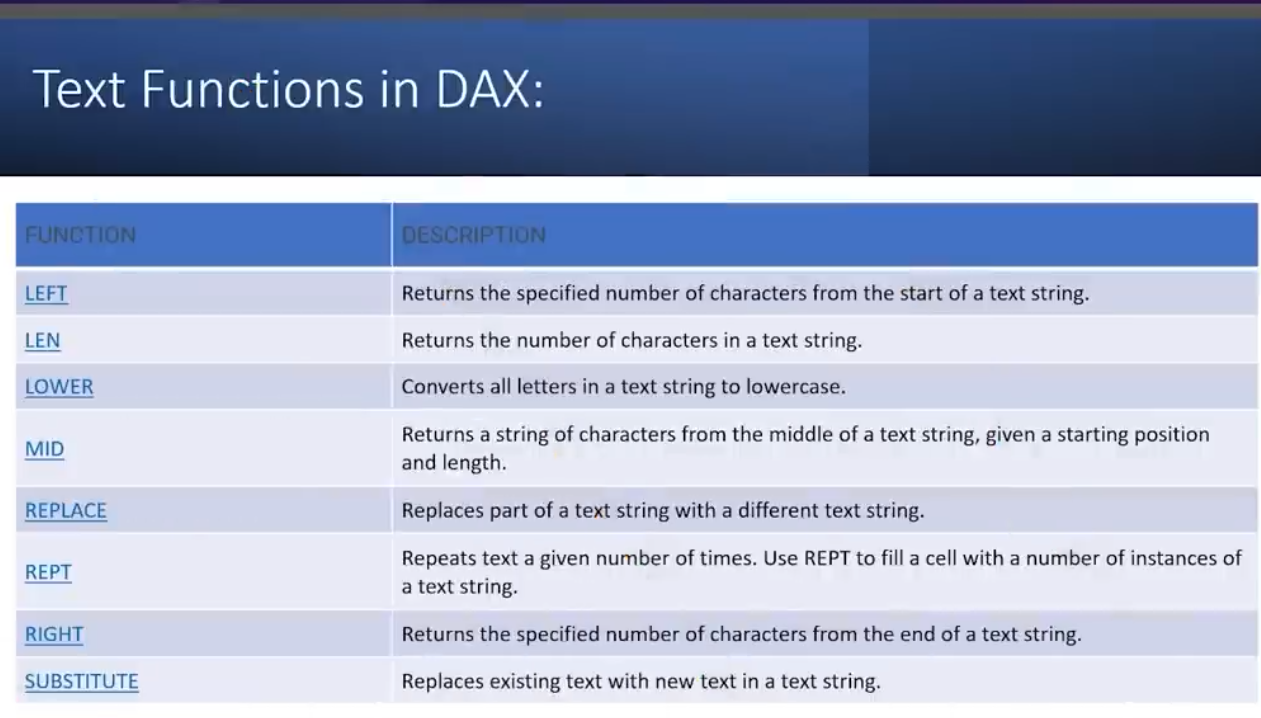 Text Functions in DAX:
FUNCTION DESCRIPTION
LEFT Returns the specified number of characters from the start of a text string.
LEN Returns the number of characters in a text string.
LOWER Converts all letters in a text string to lowercase.
MID Returns a string of characters from the middle of a text string, given a starting position
and length.
REPLACE Replaces part of a text string with a different text string.
REPT Repeats text a given number of times. Use REPT to fill a cell with a number of instances of
a text string.
RIGHT Returns the specified number of characters from the end of a text string.
SUBSTITUTE Replaces existing text with new text in a text string.